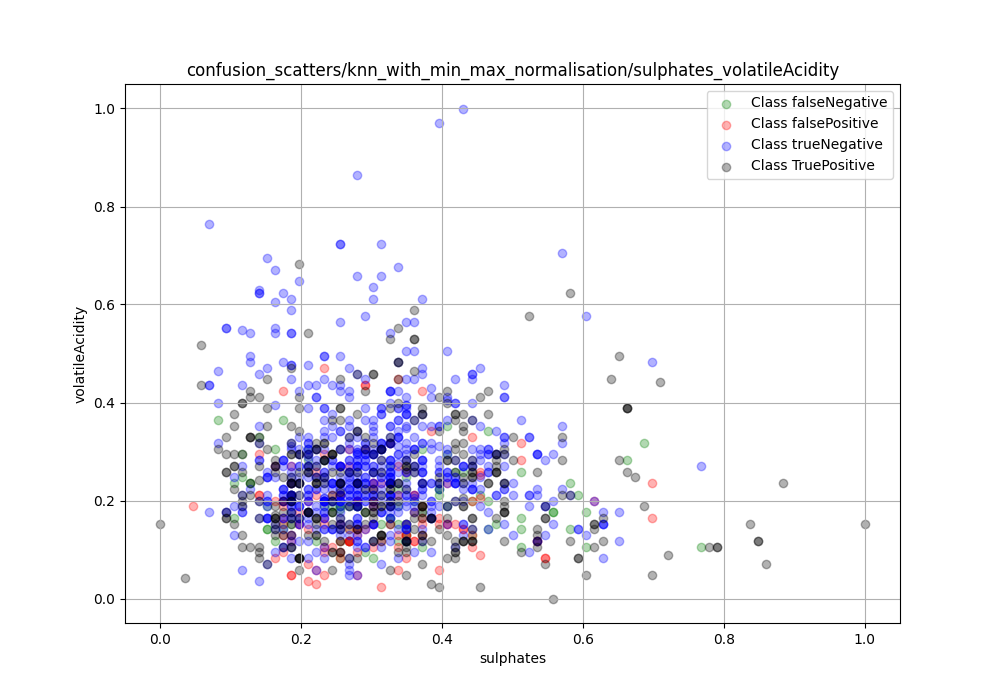 confusion_scatters/knn_with_min_max_normalisation/sulphates_volatileAcidity
Class falseNegative
Class falsePositive
Class trueNegative
Class TruePositive
1.0
0.8
0.6
0.4
0.2
0.0
volatileAcidity
0.0 0.2 0.4 0.6 0.8 1.0
sulphates